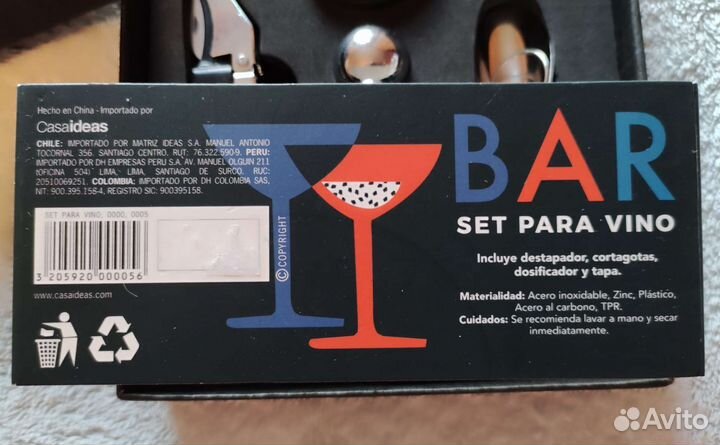 Hecho en China - Importado por
Casaideas
CHILE: IMPORTADO POR MATRIZ IDEAS S.A. MANUEL ANTONIO
TOCORNAL 356. SANTIAGO CENTRO. RUT: 76.322.590-9. PERU:
IMPORTADO POR DH EMPRESAS PERU S.A. AV. MANUEL OLGUIN 211
(OFICINA 504) LIMA, LIMA, SANTIAGO DE SURCO. RUC:
20510069251. COLOMBIA: IMPORTADO POR DH COLOMBIA SAS,
NIT: 900.395.158-4, REGISTRO SIC: 900395158.
SET PARA VINO, 0000, 0005
3 205920 000056
www.casaideas.com
© COPYRIGHT
BAR
SET PARA VINO
Incluye destapador, cortagotas,
dosificador y tapa.
Materialidad: Acero inoxidable, Zinc, Plástico,
Acero al carbono, TPR.
Cuidados: Se recomienda lavar a mano y secar
inmediatamente.
Avito